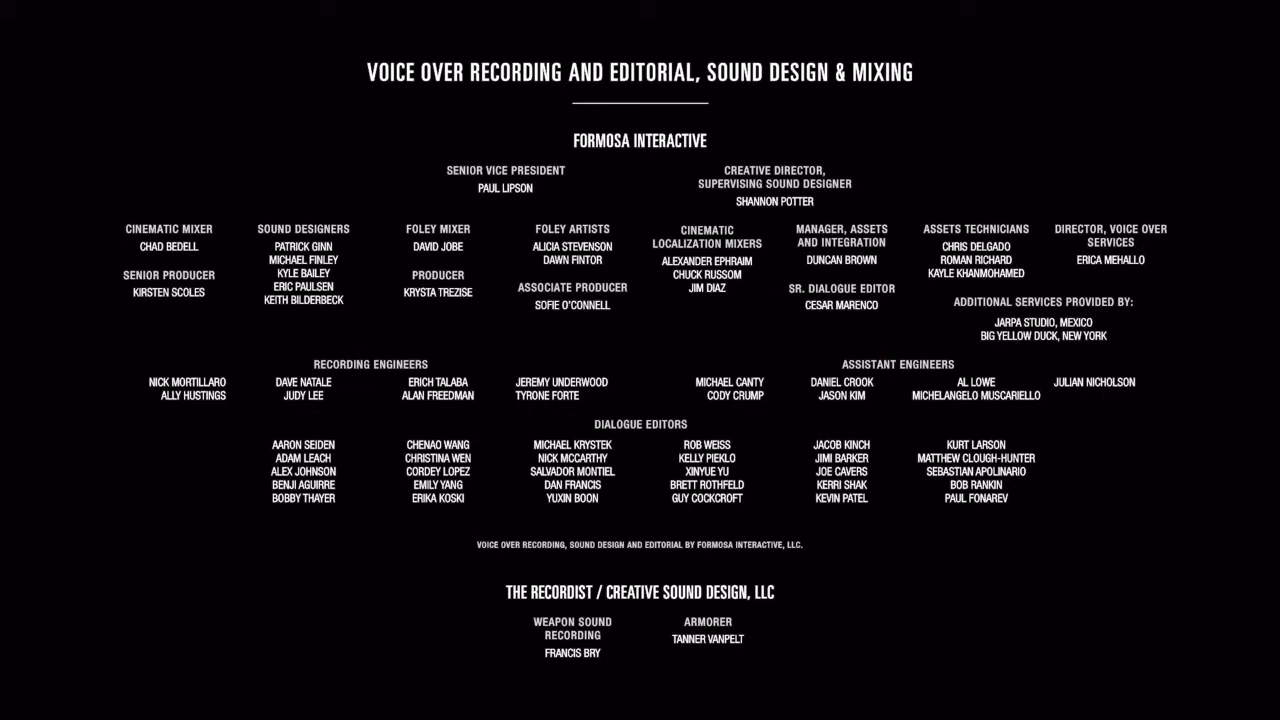 VOICE OVER RECORDING AND EDITORIAL, SOUND DESIGN & MIXING
FORMOSA INTERACTIVE
SENIOR VICE PRESIDENT
PAUL LIPSON
CREATIVE DIRECTOR,
SUPERVISING SOUND DESIGNER
SHANNON POTTER
CINEMATIC MIXER
CHAD BEDELL
SENIOR PRODUCER
KIRSTEN SCOLES
SOUND DESIGNERS
PATRICK GINN
MICHAEL FINLEY
KYLE BAILEY
ERIC PAULSEN
KEITH BILDERBECK
FOLEY MIXER
DAVID JOBE
PRODUCER
KRYSTA TREZISE
FOLEY ARTISTS
ALICIA STEVENSON
DAWN FINTOR
ASSOCIATE PRODUCER
SOFIE O'CONNELL
CINEMATIC
LOCALIZATION MIXERS
ALEXANDER EPHRAIM
CHUCK RUSSOM
JIM DIAZ
MANAGER, ASSETS
AND INTEGRATION
DUNCAN BROWN
SR. DIALOGUE EDITOR
CESAR MARENCO
ASSETS TECHNICIANS
CHRIS DELGADO
ROMAN RICHARD
KAYLE KHANMOHAMED
DIRECTOR, VOICE OVER
SERVICES
ERICA MEHALLO
ADDITIONAL SERVICES PROVIDED BY:
JARPA STUDIO, MEXICO
BIG YELLOW DUCK, NEW YORK
RECORDING ENGINEERS
NICK MORTILLARO
ALLY HUSTINGS
DAVE NATALE
JUDY LEE
ERICH TALABA
ALAN FREEDMAN
JEREMY UNDERWOOD
TYRONE FORTE
ASSISTANT ENGINEERS
MICHAEL CANTY
CODY CRUMP
DANIEL CROOK
JASON KIM
AL LOWE
MICHELANGELO MUSCARIELLO
JULIAN NICHOLSON
DIALOGUE EDITORS
AARON SEIDEN
ADAM LEACH
ALEX JOHNSON
BENJI AGUIRRE
BOBBY THAYER
CHENAO WANG
CHRISTINA WEN
CORDEY LOPEZ
EMILY YANG
ERIKA KOSKI
MICHAEL KRYSTEK
NICK MCCARTHY
SALVADOR MONTIEL
DAN FRANCIS
YUXIN BOON
ROB WEISS
KELLY PIEKLO
XINYUE YU
BRETT ROTHFELD
GUY COCKCROFT
JACOB KINCH
JIMI BARKER
JOE CAVERS
KERRI SHAK
KEVIN PATEL
KURT LARSON
MATTHEW CLOUGH-HUNTER
SEBASTIAN APOLINARIO
BOB RANKIN
PAUL FONAREV
VOICE OVER RECORDING, SOUND DESIGN AND EDITORIAL BY FORMOSA INTERACTIVE, LLC.
THE RECORDIST / CREATIVE SOUND DESIGN, LLC
WEAPON SOUND
RECORDING
FRANCIS BRY
ARMORER
TANNER VANPELT